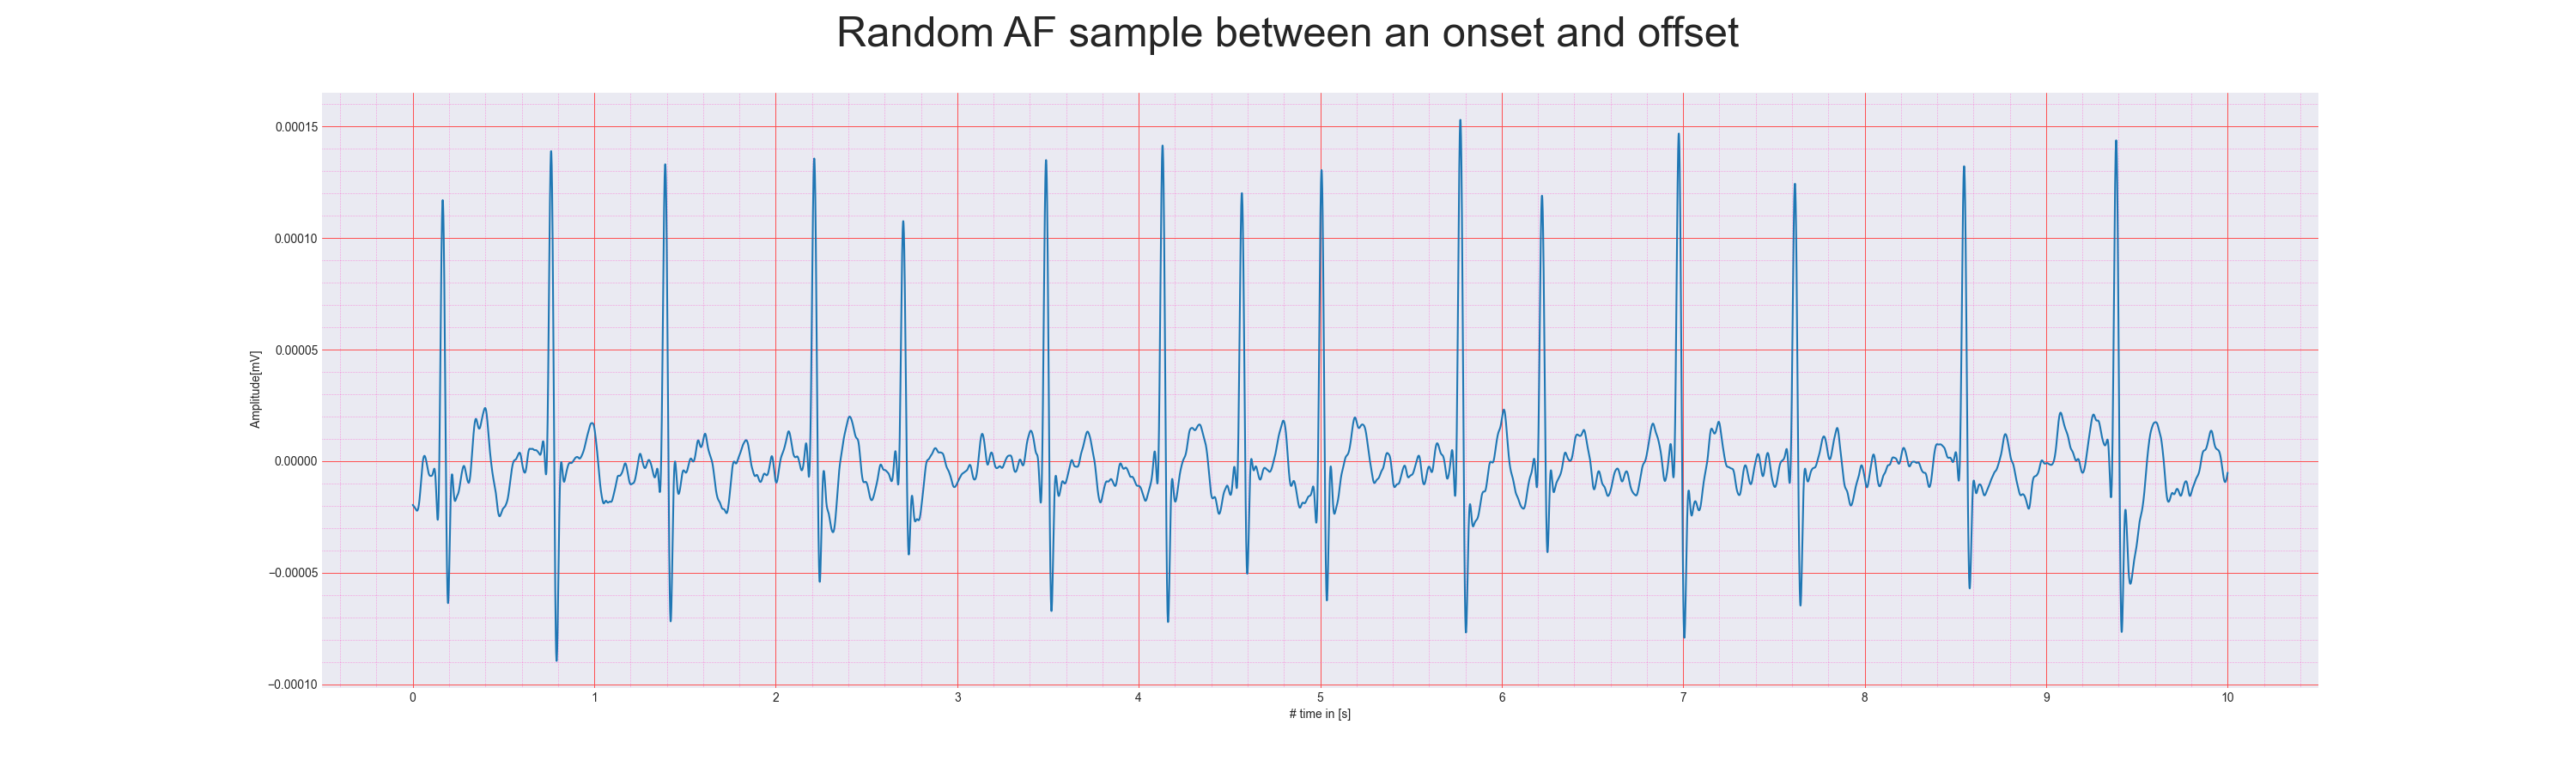 Random AF sample between an onset and offset
Amplitude[mV]
0.00015
0.00010
0.00005
0.00000
−0.00005
−0.00010
0 1 2 3 4 5 6 7 8 9 10
# time in [s]